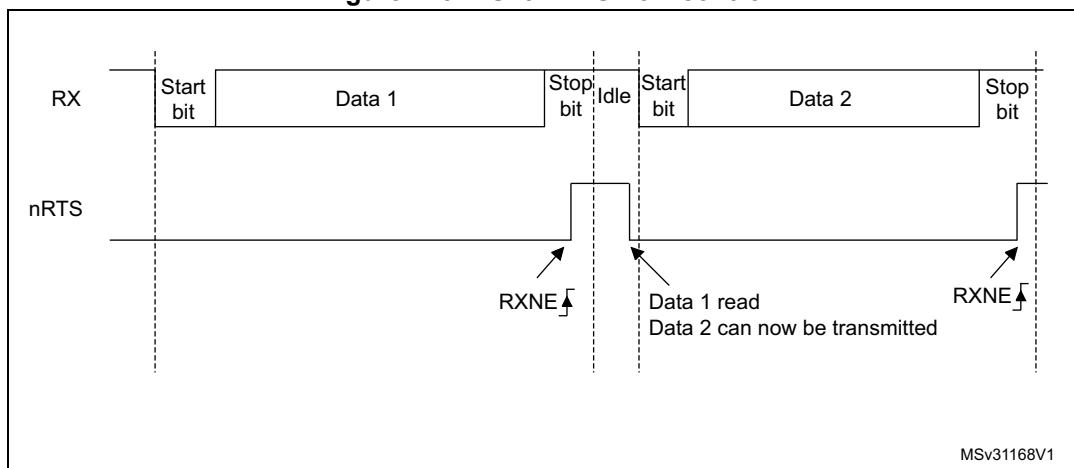 RX
Start bit
Data 1
Stop bit
Idle
Start bit
Data 2
Stop bit
nRTS
RXNE
Data 1 read
Data 2 can now be transmitted
RXNE
MSv31168V1